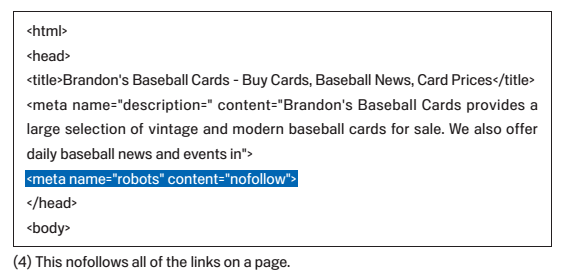 <html>
<head>
<title>Brandon's Baseball Cards - Buy Cards, Baseball News, Card Prices</title>
<meta name="description=" content="Brandon's Baseball Cards provides a
large selection of vintage and modern baseball cards for sale. We also offer
daily baseball news and events in">
<meta name="robots" content="nofollow">
</head>
<body>
(4) This nofollows all of the links on a page.